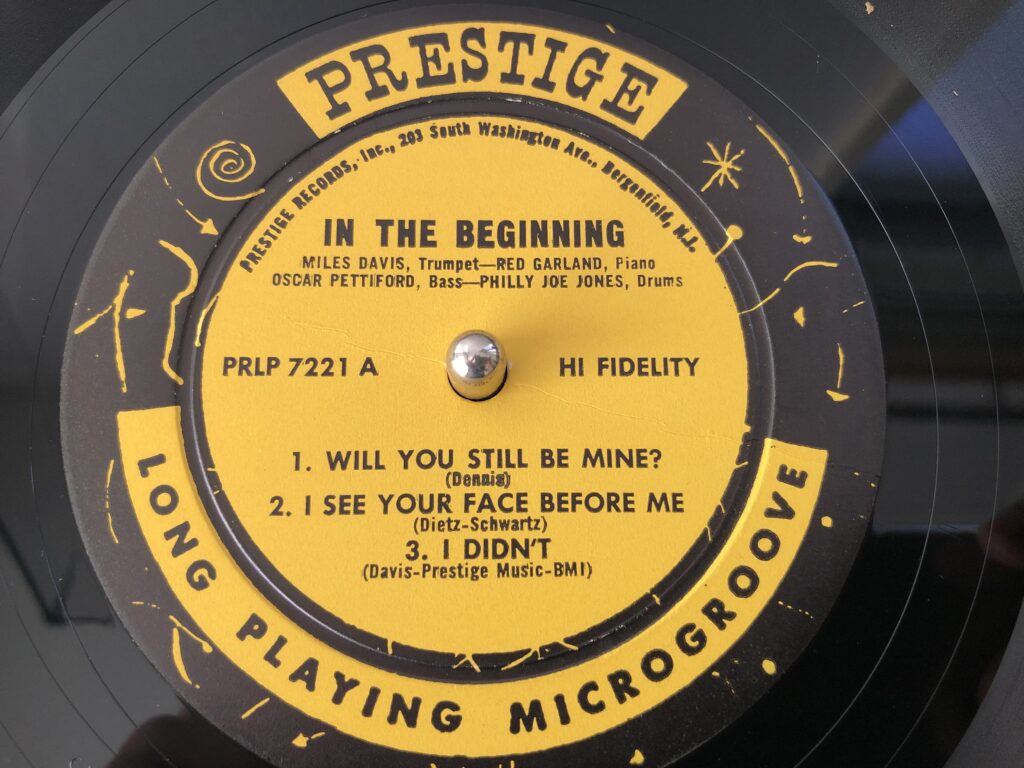 PRESTIGE
PRESTIGE RECORDS, Inc., 203 South Washington Ave., Bergenfield, N.J.
IN THE BEGINNING
MILES DAVIS, Trumpet—RED GARLAND, Piano
OSCAR PETTIFORD, Bass—PHILLY JOE JONES, Drums
PRLP 7221 A HI FIDELITY
1. WILL YOU STILL BE MINE?
(Dennis)
2. I SEE YOUR FACE BEFORE ME
(Dietz-Schwartz)
3. I DIDN'T
(Davis-Prestige Music-BMI)
LONG PLAYING MICROGROOVE